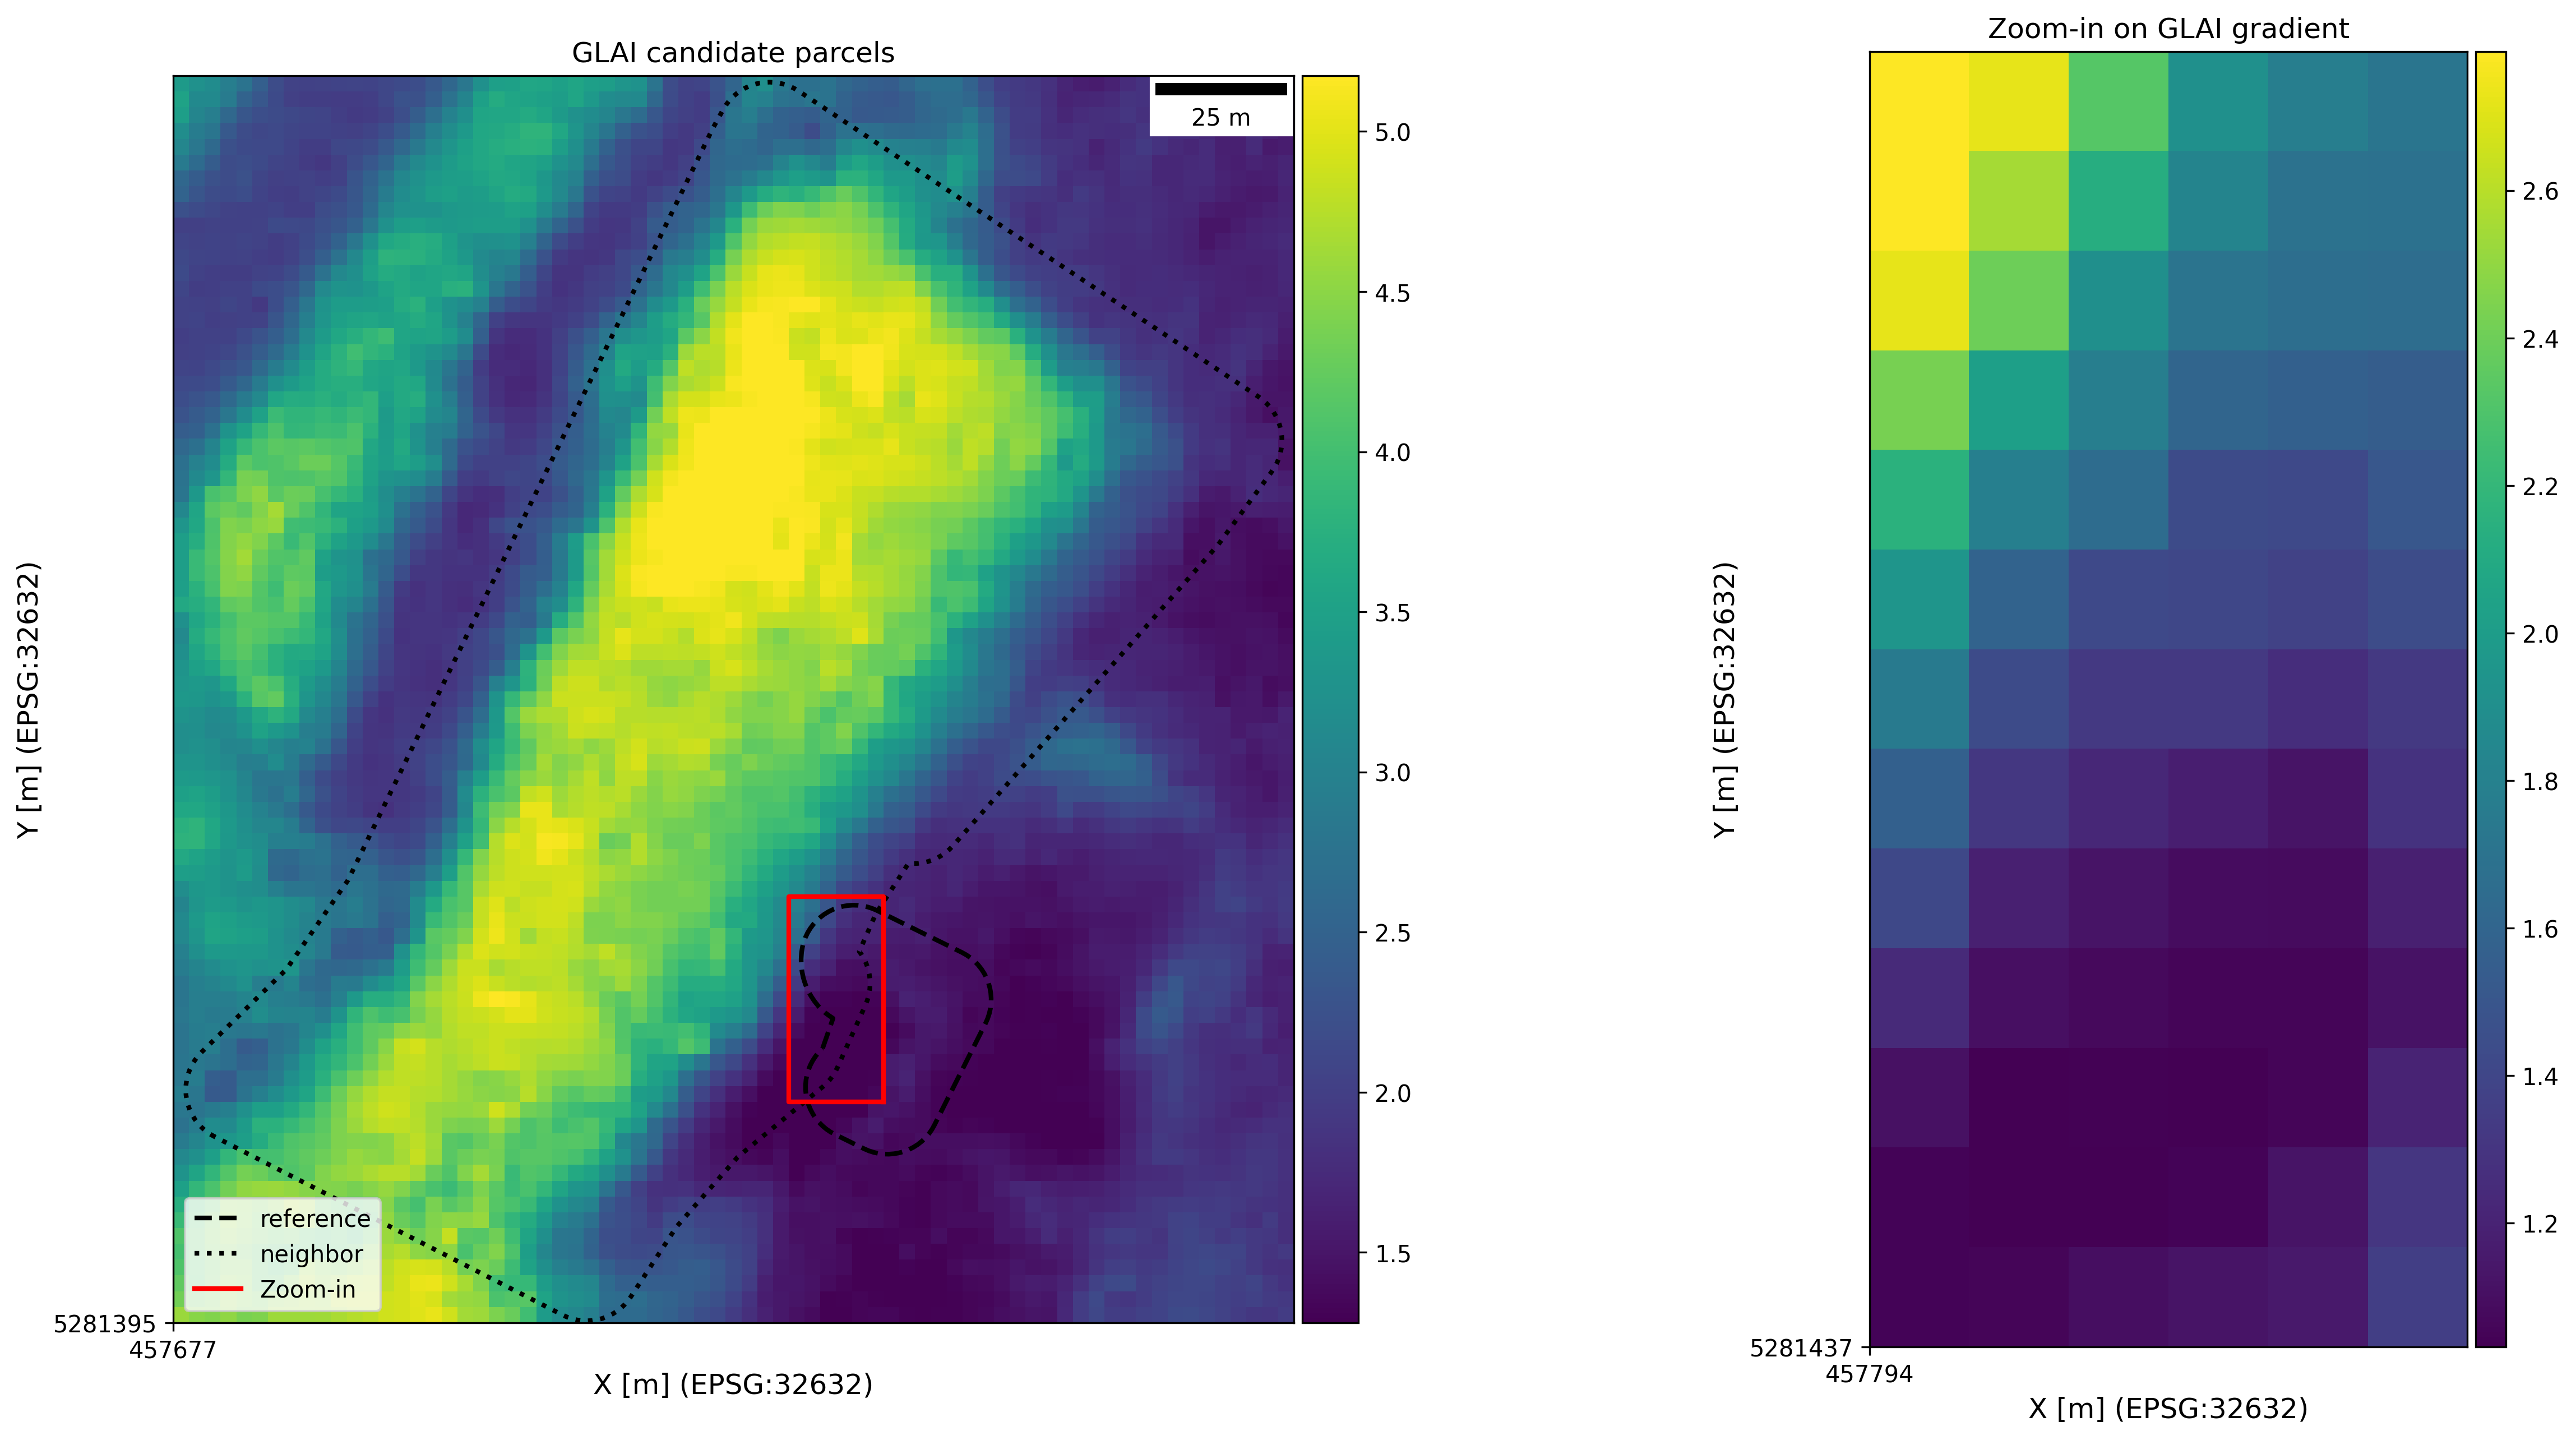 GLAI candidate parcels
25 m
5.0
4.5
4.0
3.5
3.0
2.5
2.0
1.5
Y [m] (EPSG:32632)
reference
neighbor
Zoom-in
5281395
457677
X [m] (EPSG:32632)
Zoom-in on GLAI gradient
2.6
2.4
2.2
2.0
1.8
1.6
1.4
1.2
Y [m] (EPSG:32632)
5281437
457794
X [m] (EPSG:32632)